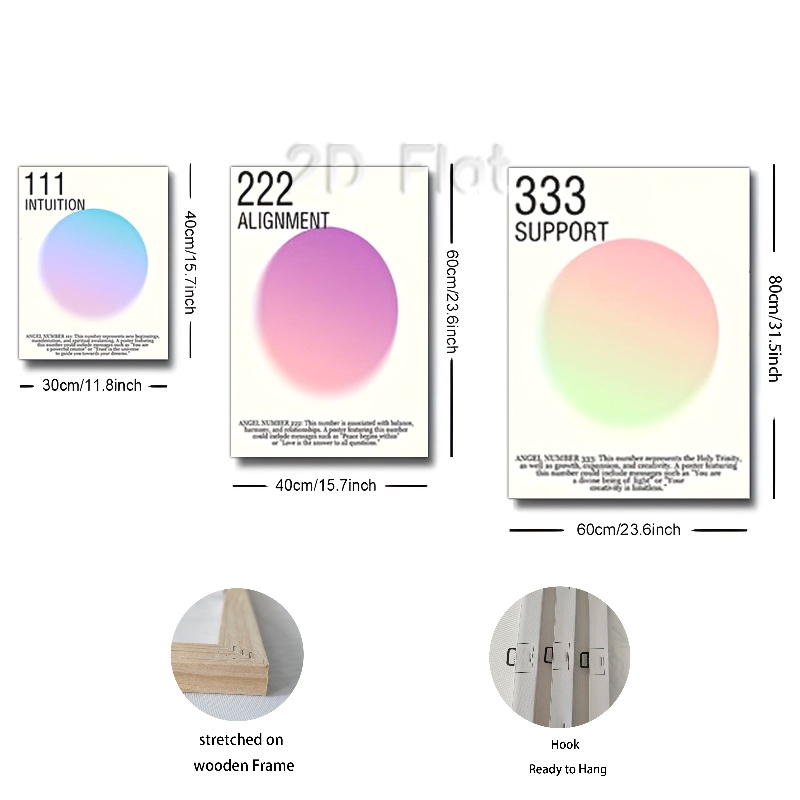 2D Flat
111
INTUITION
ANGEL NUMBER 111: This number represents new beginnings,
manifestation, and spiritual awakening. A poster featuring
this number could include messages such as "You are
a powerful creator" or "Trust in the universe
to guide you towards your dreams."
40cm/15.7inch
30cm/11.8inch
222
ALIGNMENT
ANGEL NUMBER 222: This number is associated with balance,
harmony, and relationships. A poster featuring this number
could include messages such as "Peace begins within"
or "Love is the answer to all questions."
60cm/23.6inch
40cm/15.7inch
333
SUPPORT
ANGEL NUMBER 333: This number represents the Holy Trinity,
as well as growth, expansion, and creativity. A poster featuring
this number could include messages such as "You are
a divine being of light" or "Your
creativity is limitless."
80cm/31.5inch
60cm/23.6inch
stretched on
wooden Frame
Hook
Ready to Hang